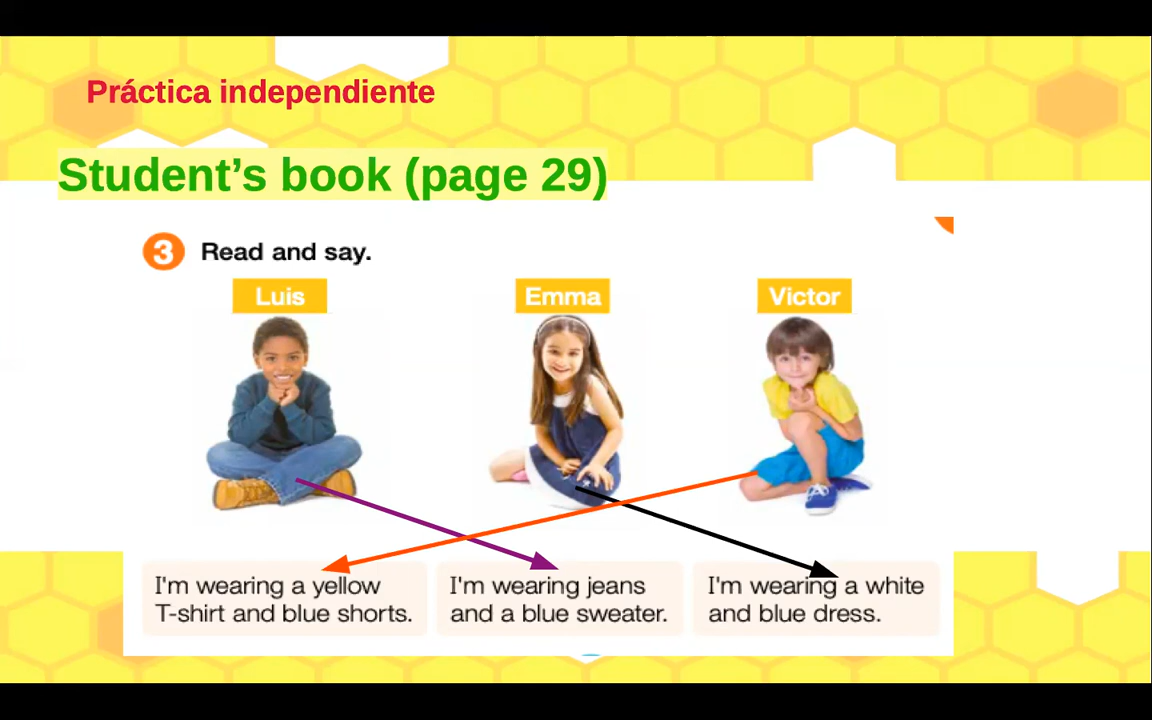 Práctica independiente
Student’s book (page 29)
3 Read and say.
Luis
Emma
Victor
I'm wearing a yellow
T-shirt and blue shorts.
I'm wearing jeans
and a blue sweater.
I'm wearing a white
and blue dress.